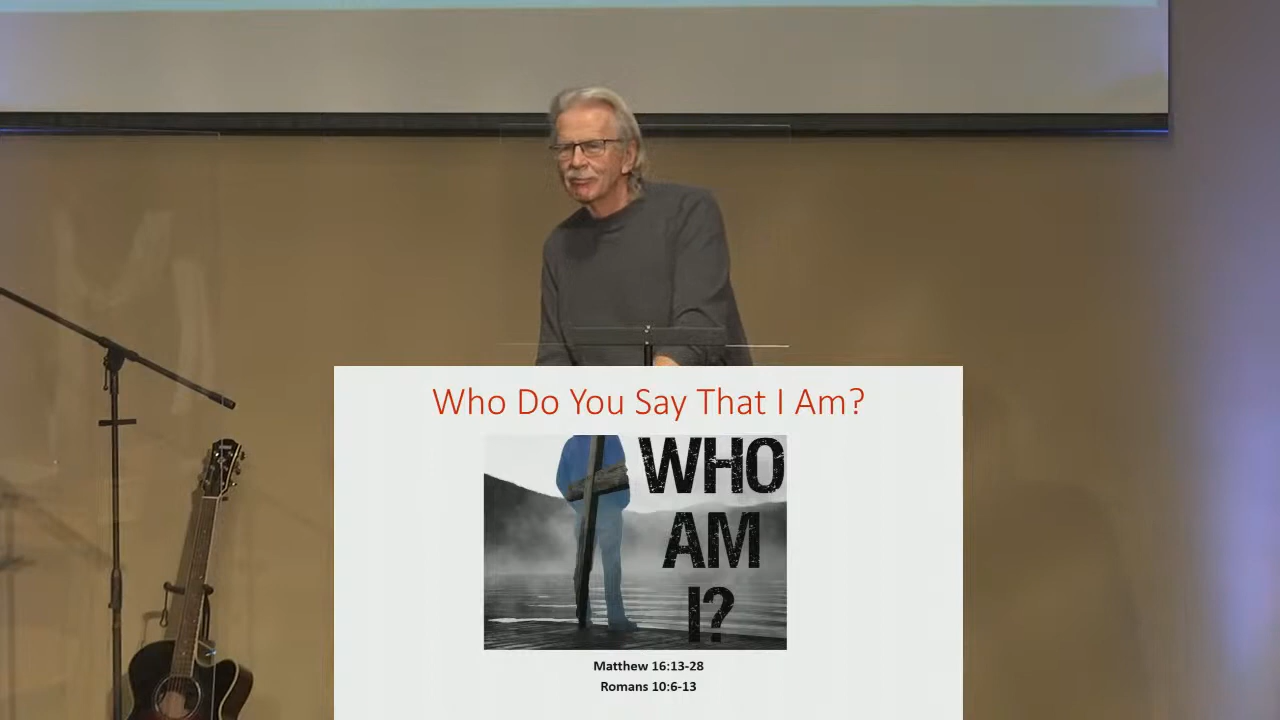 Who Do You Say That I Am?
WHO
AM
I?
Matthew 16:13-28
Romans 10:6-13